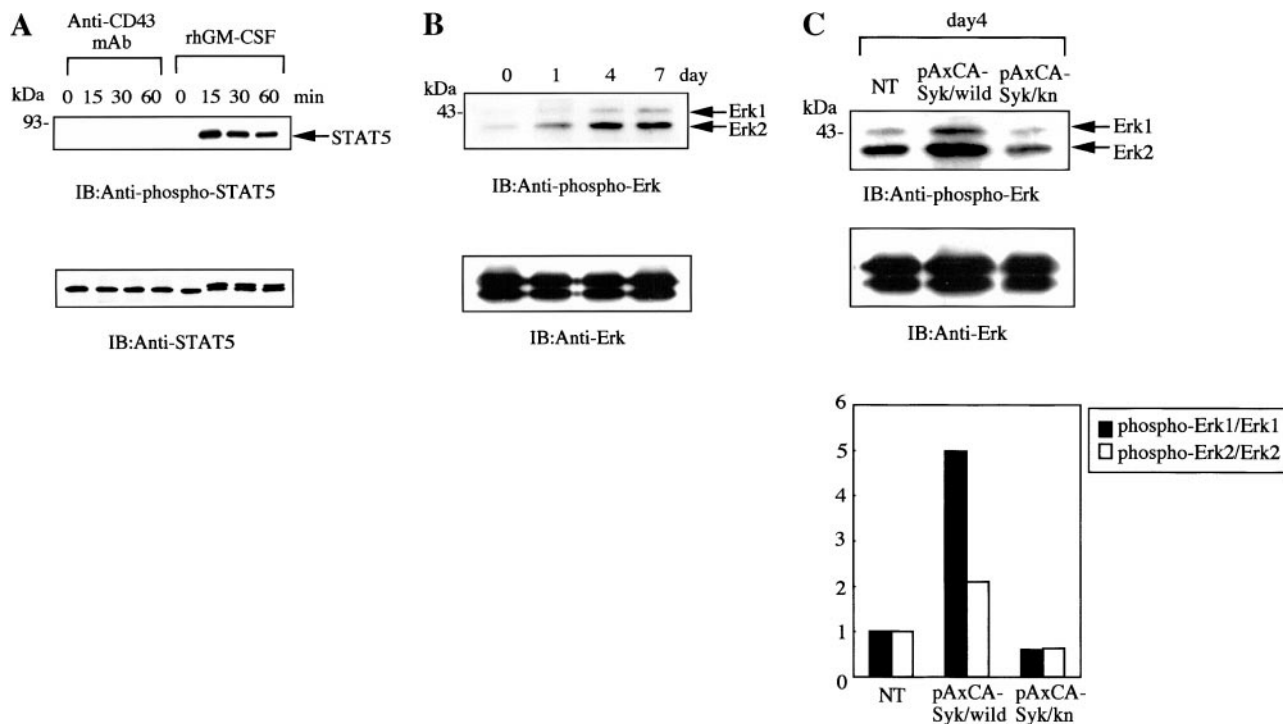 A
Anti-CD43
mAb
rhGM-CSF
kDa
0 15 30 60 0 15 30 60 min
93-
STAT5
IB:Anti-phospho-STAT5
IB:Anti-STAT5
B
0 1 4 7 day
kDa
43-
Erk1
Erk2
IB:Anti-phospho-Erk
IB:Anti-Erk
C
day4
NT
pAxCA-
Syk/wild
pAxCA-
Syk/kn
kDa
43-
Erk1
Erk2
IB:Anti-phospho-Erk
IB:Anti-Erk
6
5
4
3
2
1
0
NT
pAxCA-
Syk/wild
pAxCA-
Syk/kn
phospho-Erk1/Erk1
phospho-Erk2/Erk2